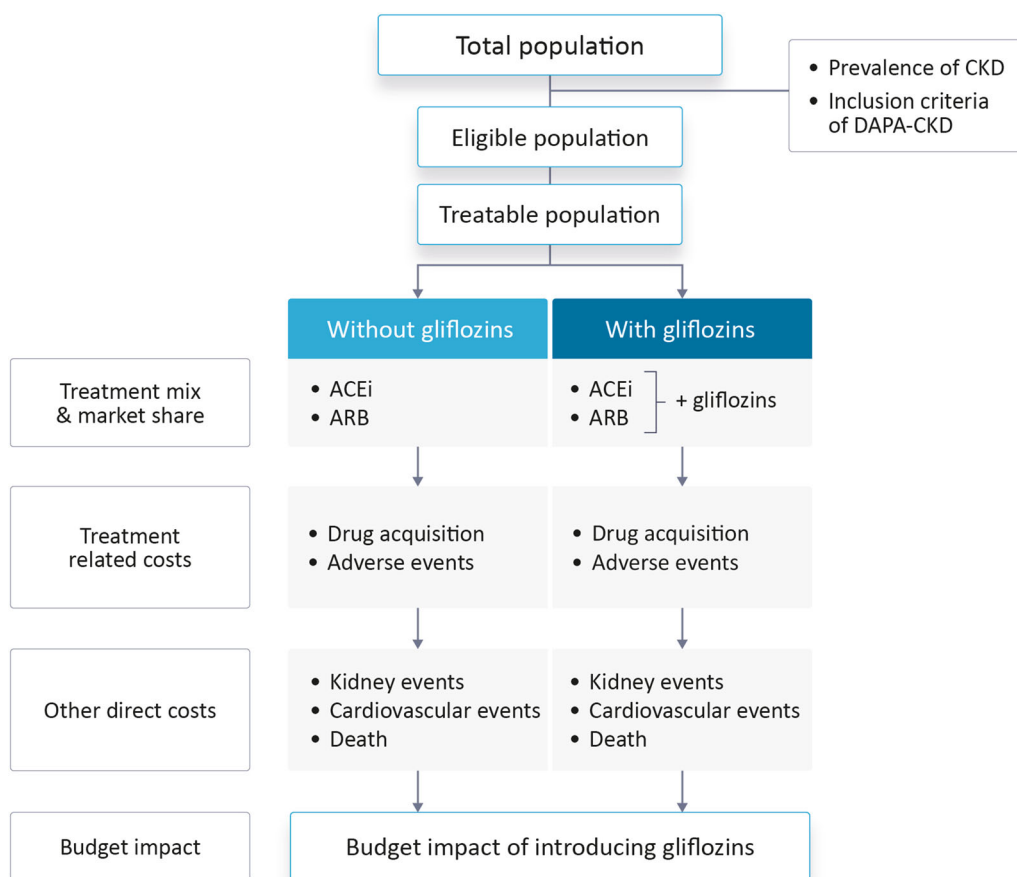 Total population
• Prevalence of CKD
• Inclusion criteria
of DAPA-CKD
Eligible population
Treatable population
Without gliflozins
With gliflozins
Treatment mix
& market share
• ACEi
• ARB
• ACEi
• ARB
+ gliflozins
Treatment
related costs
• Drug acquisition
• Adverse events
• Drug acquisition
• Adverse events
Other direct costs
• Kidney events
• Cardiovascular events
• Death
• Kidney events
• Cardiovascular events
• Death
Budget impact
Budget impact of introducing gliflozins